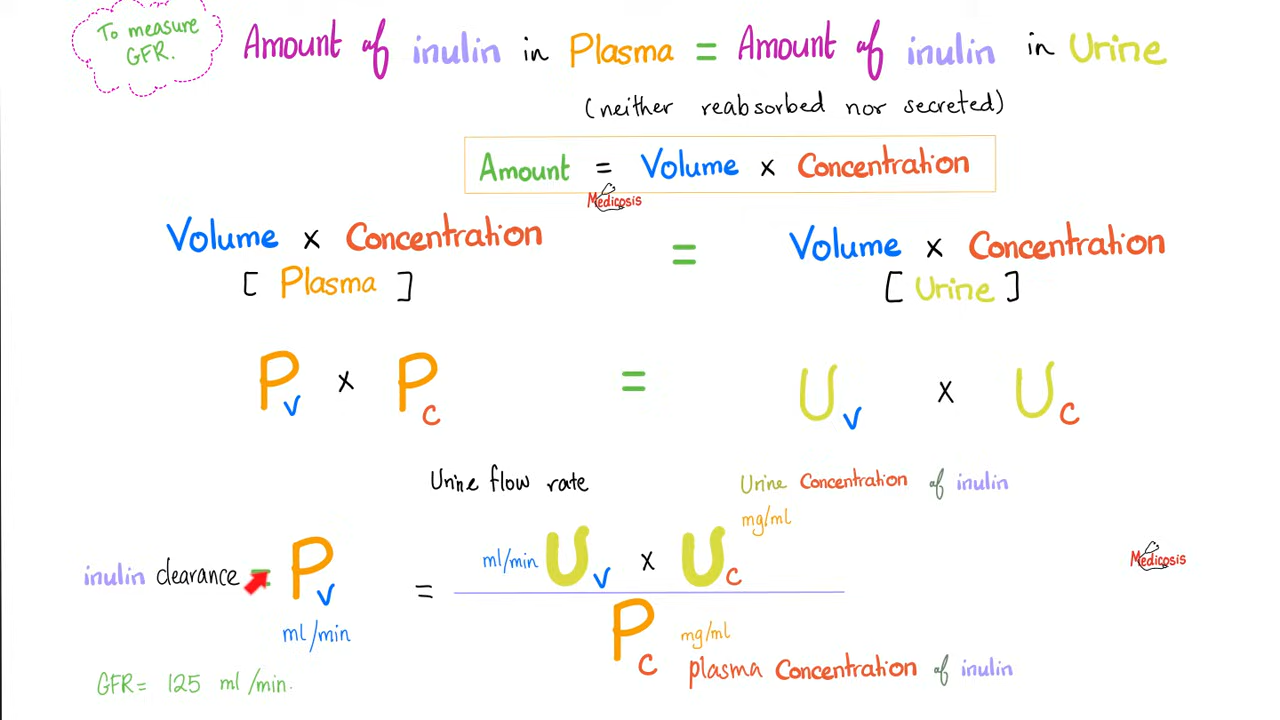 To measure
GFR.
Amount of inulin in Plasma = Amount of inulin in Urine
(neither reabsorbed nor secreted)
Amount = Volume x Concentration
Medicosis
Volume x Concentration = Volume x Concentration
[ Plasma ] [ Urine ]
Pv x Pc = Uv x Uc
Urine flow rate Urine Concentration of inulin
mg/ml
inulin clearance = Pv = ml/min Uv x Uc
Medicosis
ml/min Pc mg/ml
plasma Concentration of inulin
GFR= 125 ml/min.